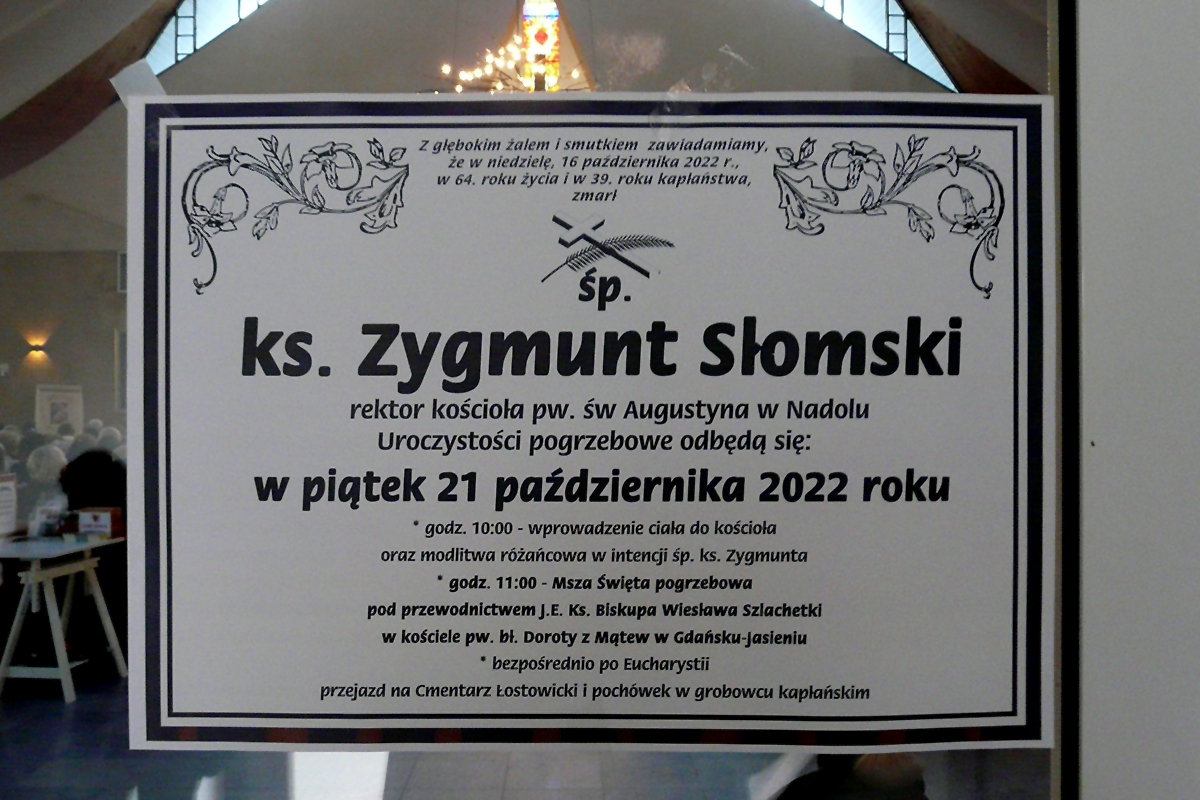 Z głębokim żalem i smutkiem zawiadamiamy,
że w niedzielę, 16 października 2022 r.,
w 64. roku życia i w 39. roku kapłaństwa,
zmarł
śp.
ks. Zygmunt Słomski
rektor kościoła pw. św Augustyna w Nadolu
Uroczystości pogrzebowe odbędą się:
w piątek 21 października 2022 roku
* godz. 10:00 - wprowadzenie ciała do kościoła
oraz modlitwa różańcowa w intencji śp. ks. Zygmunta
* godz. 11:00 - Msza Święta pogrzebowa
pod przewodnictwem J.E. Ks. Biskupa Wiesława Szlachetki
w kościele pw. bł. Doroty z Mątew w Gdańsku-Jasieniu
* bezpośrednio po Eucharystii
przejazd na Cmentarz Łostowicki i pochówek w grobowcu kapłańskim